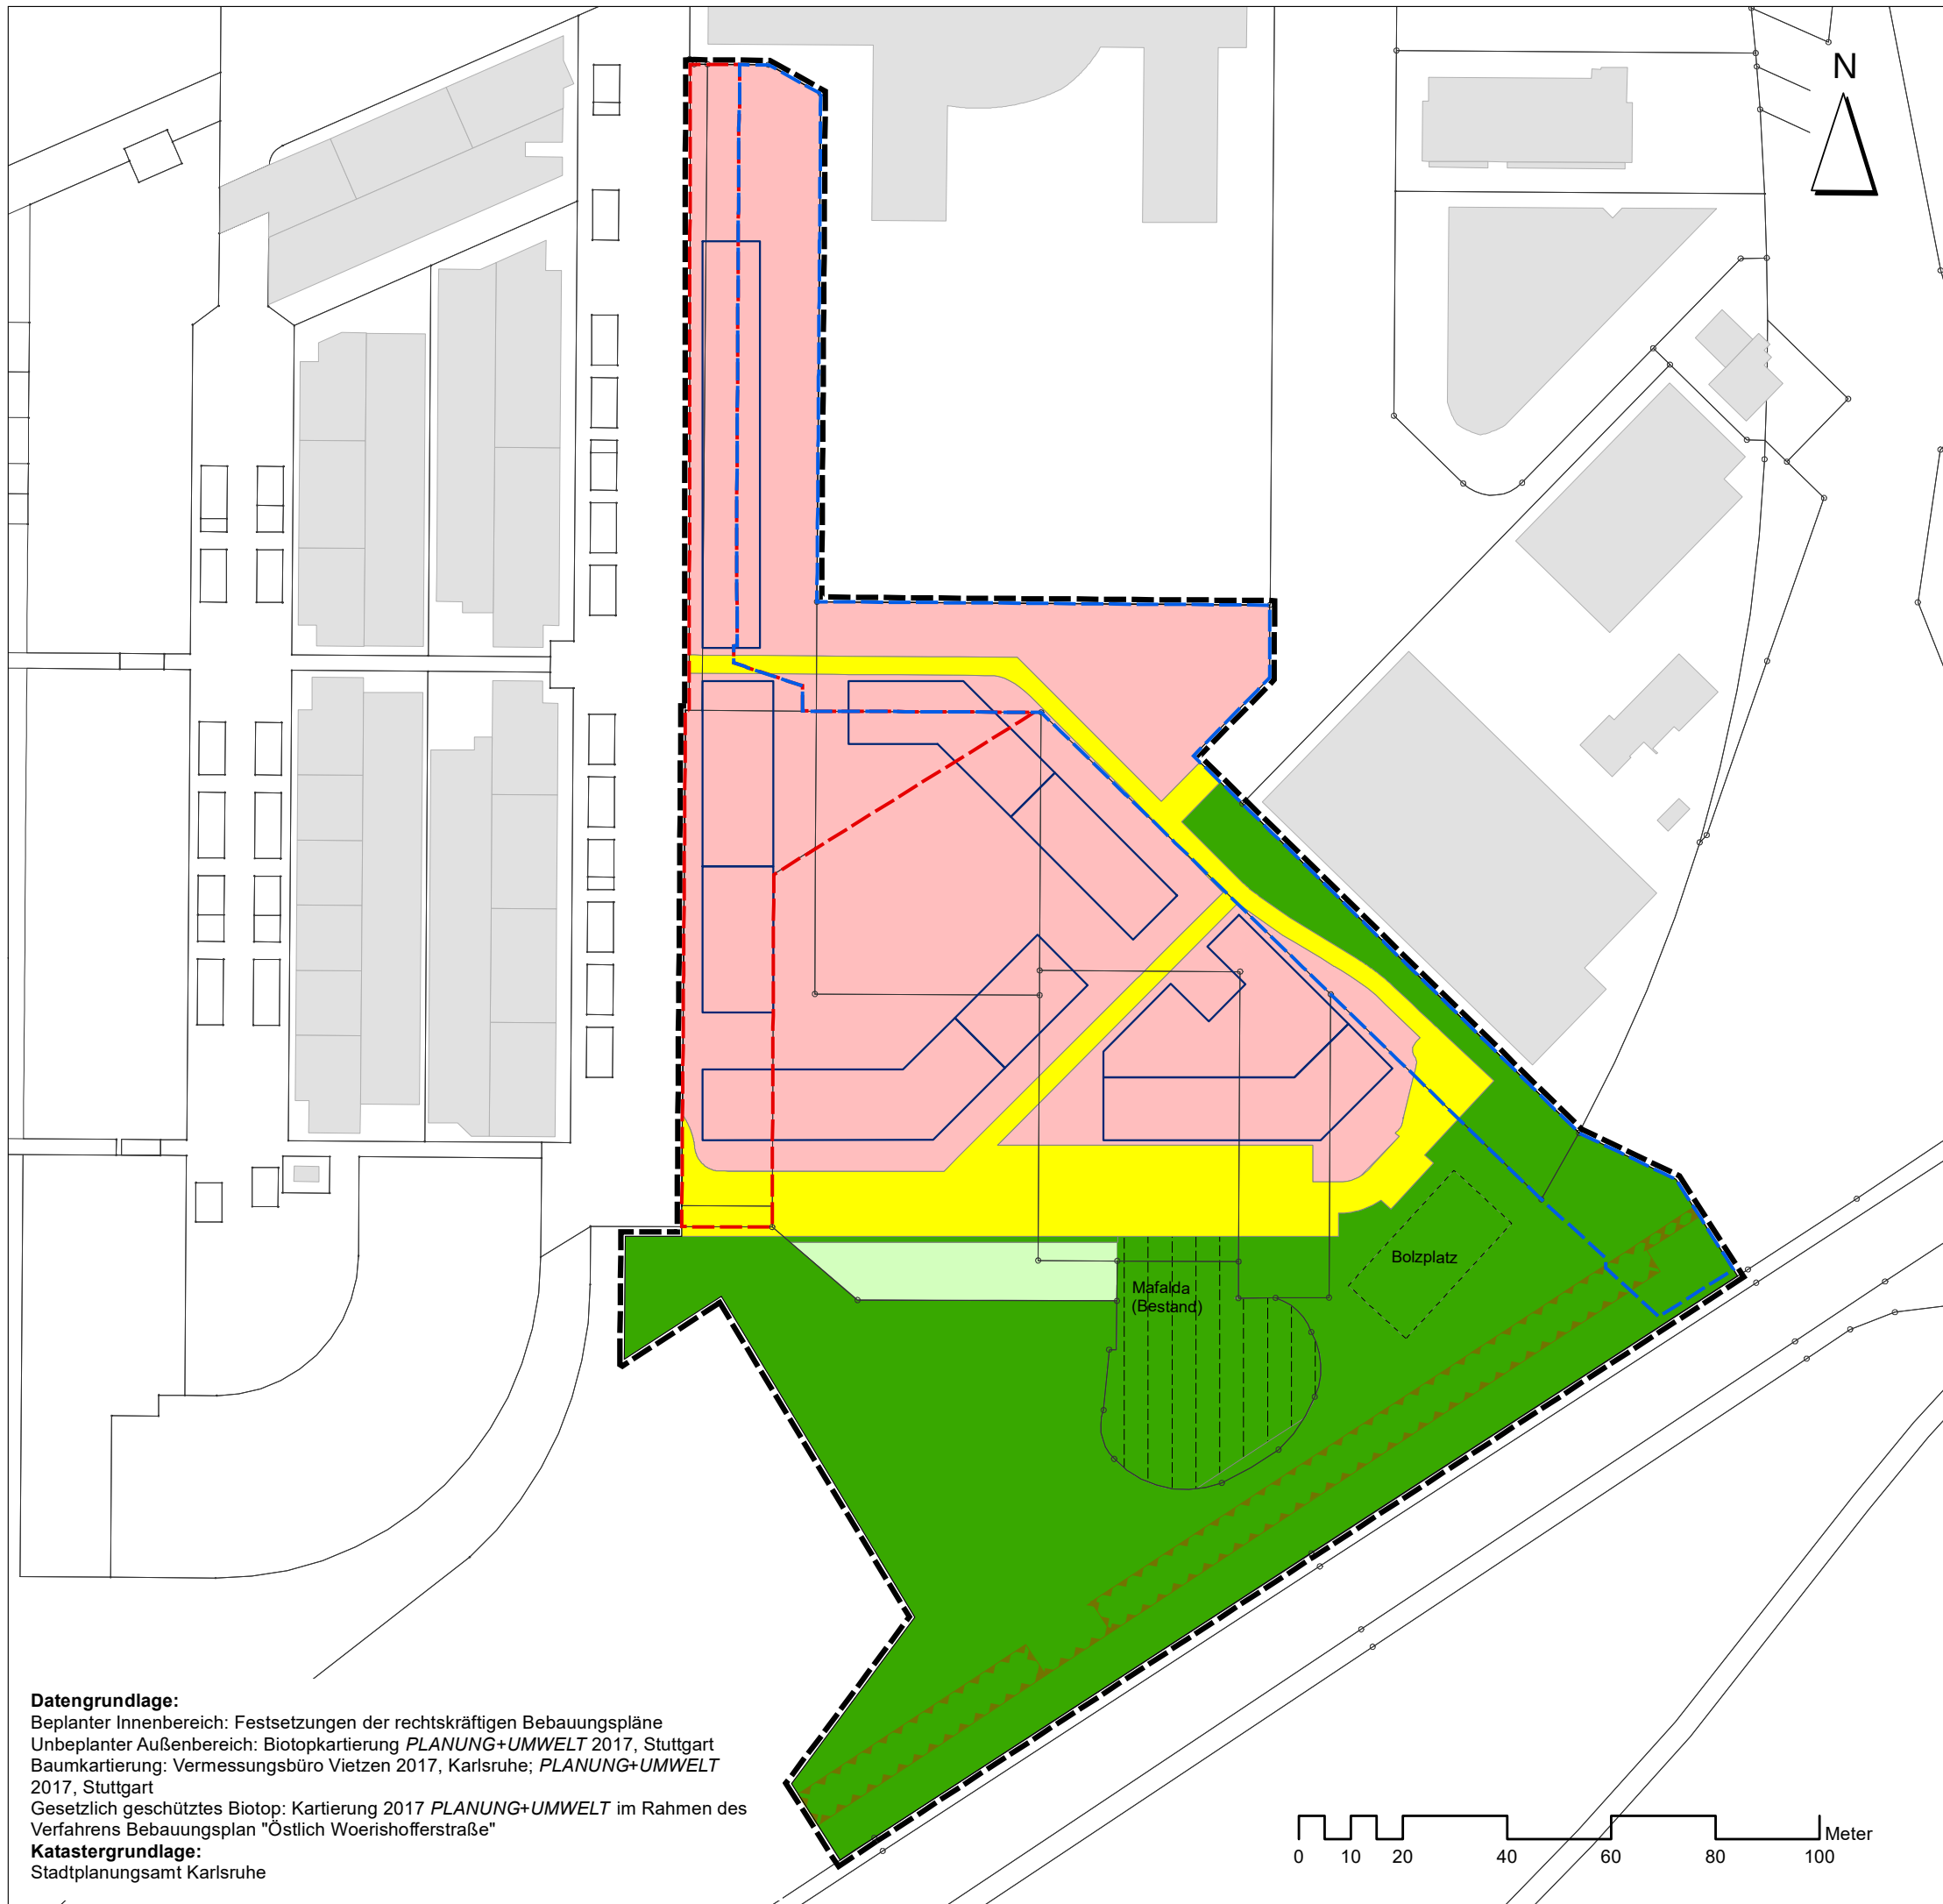 N
Bolzplatz
Mafalda
(Bestand)
Datengrundlage:
Beplanter Innenbereich: Festsetzungen der rechtskräftigen Bebauungspläne
Unbeplanter Außenbereich: Biotopkartierung PLANUNG+UMWELT 2017, Stuttgart
Baumkartierung: Vermessungsbüro Vietzen 2017, Karlsruhe; PLANUNG+UMWELT
2017, Stuttgart
Gesetzlich geschütztes Biotop: Kartierung 2017 PLANUNG+UMWELT im Rahmen des
Verfahrens Bebauungsplan "Östlich Woerishofferstraße"
Katastergrundlage:
Stadtplanungsamt Karlsruhe
Meter
0 10 20 40 60 80 100